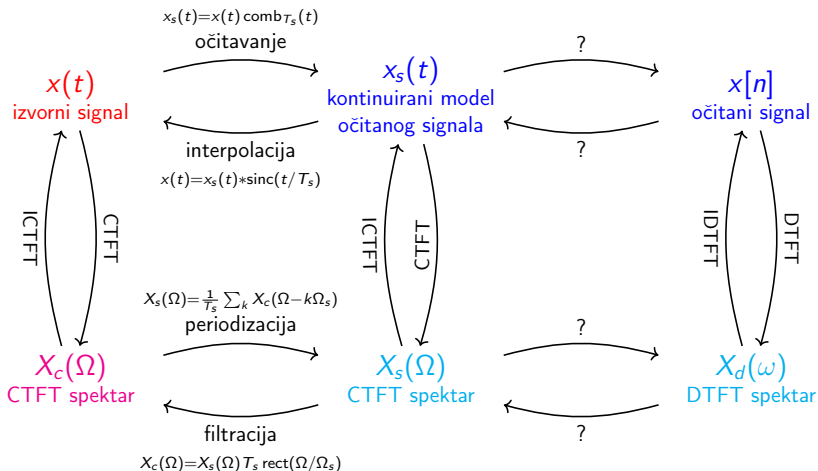 x_s(t)=x(t) comb_{T_s}(t)
očitavanje
?
x(t)
izvorni signal
x_s(t)
kontinuirani model
očitanog signala
x[n]
očitani signal
interpolacija
x(t)=x_s(t)*sinc(t/T_s)
?
ICTFT
CTFT
ICTFT
CTFT
IDTFT
DTFT
X_s(Ω)=\frac{1}{T_s} ∑_k X_c(Ω−kΩ_s)
periodizacija
?
X_c(Ω)
CTFT spektar
X_s(Ω)
CTFT spektar
X_d(ω)
DTFT spektar
filtracija
X_c(Ω)=X_s(Ω) T_s rect(Ω/Ω_s)
?